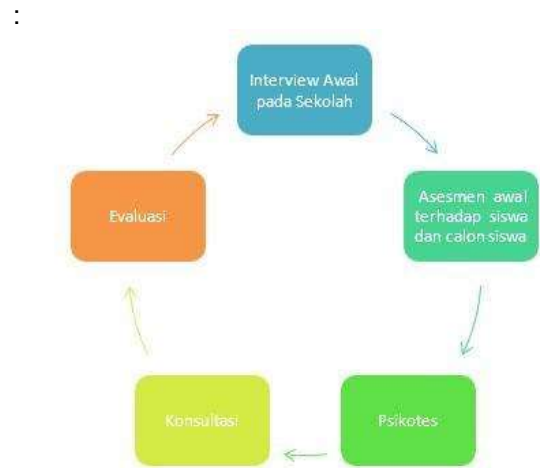 :
Interview Awal
pada Sekolah
Asesmen awal
terhadap siswa
dan calon siswa
Psikotes
Konsultasi
Evaluasi